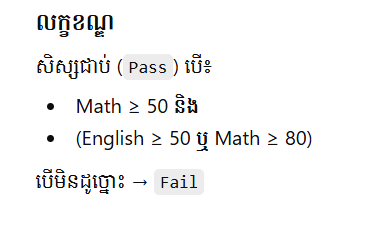 លក្ខខណ្ឌ
សិស្សជាប់ (Pass) បើ៖
• Math ≥ 50 និង
• (English ≥ 50 ឬ Math ≥ 80)
បើមិនដូច្នោះ → Fail